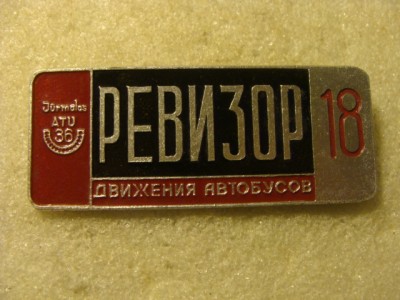 Jūrmalas
ATU
36
РЕВИЗОР
18
ДВИЖЕНИЯ АВТОБУСОВ